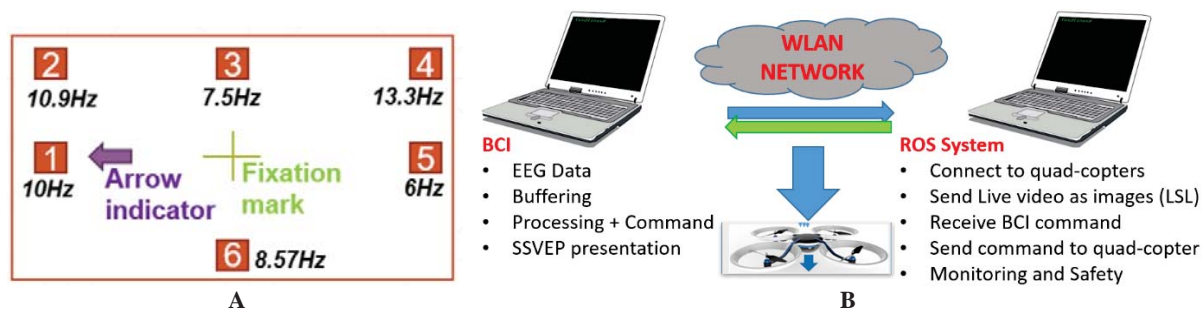 2
10.9Hz
3
7.5Hz
4
13.3Hz
1
10Hz
Arrow
indicator
Fixation
mark
5
6Hz
6
8.57Hz
A
WLAN
NETWORK
BCI
• EEG Data
• Buffering
• Processing + Command
• SSVEP presentation
ROS System
• Connect to quad-copters
• Send Live video as images (LSL)
• Receive BCI command
• Send command to quad-copter
• Monitoring and Safety
B